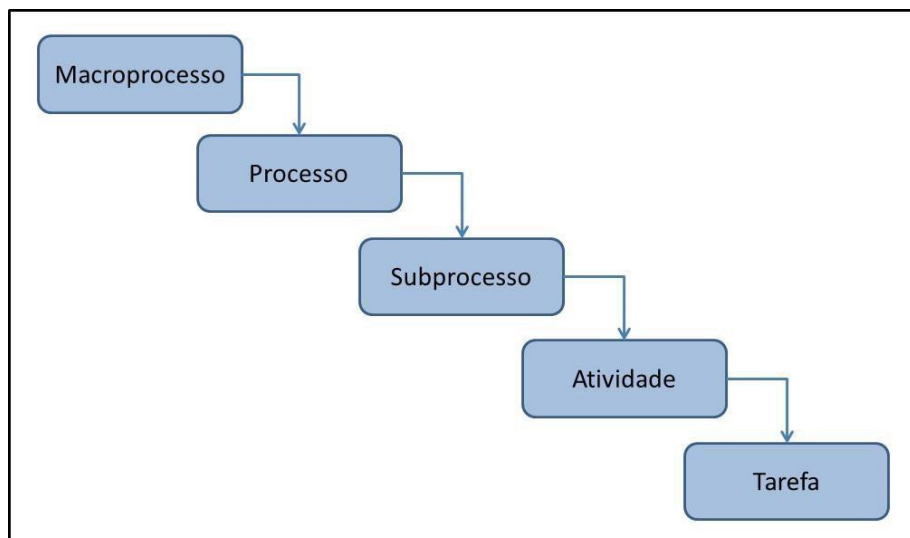 Macroprocesso
Processo
Subprocesso
Atividade
Tarefa